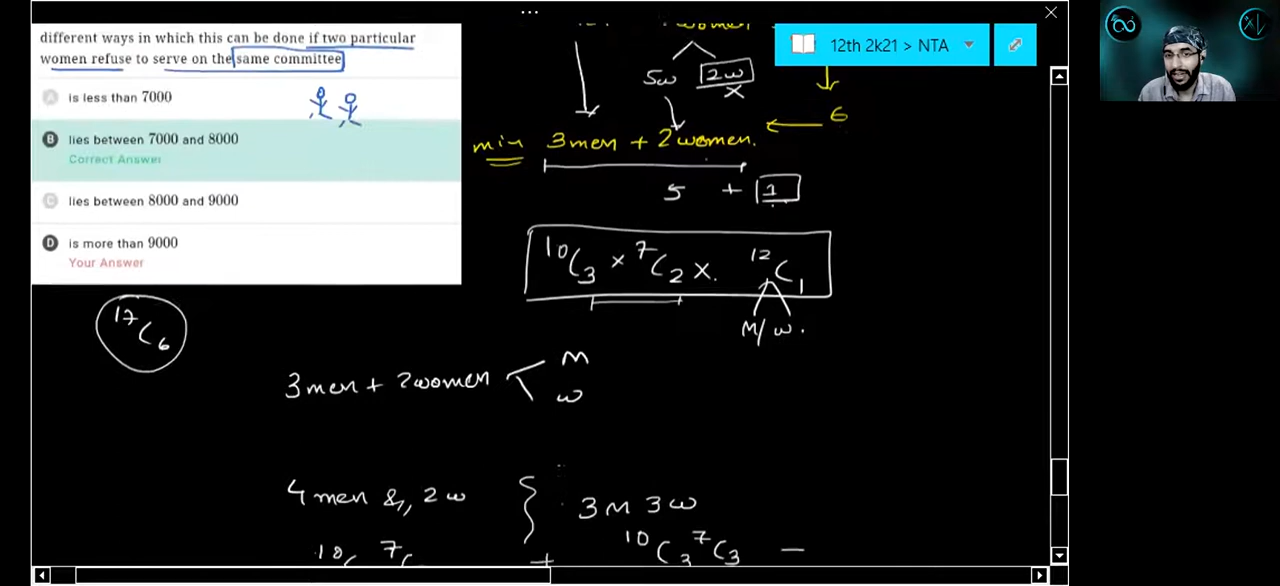 different ways in which this can be done if two particular
women refuse to serve on the same committee
A is less than 7000
B lies between 7000 and 8000
Correct Answer
C lies between 8000 and 9000
D is more than 9000
Your Answer
12th 2k21 > NTA
5w 2w
x
6
min 3men + 2women.
5 + 1
¹⁰C₃ × ⁷C₂ × ¹²C₁
M/w.
¹⁷C₆
3men + 2women M
w
4 men &, 2w } 3M 3w
¹⁰C₃ ⁷C₃ —
+